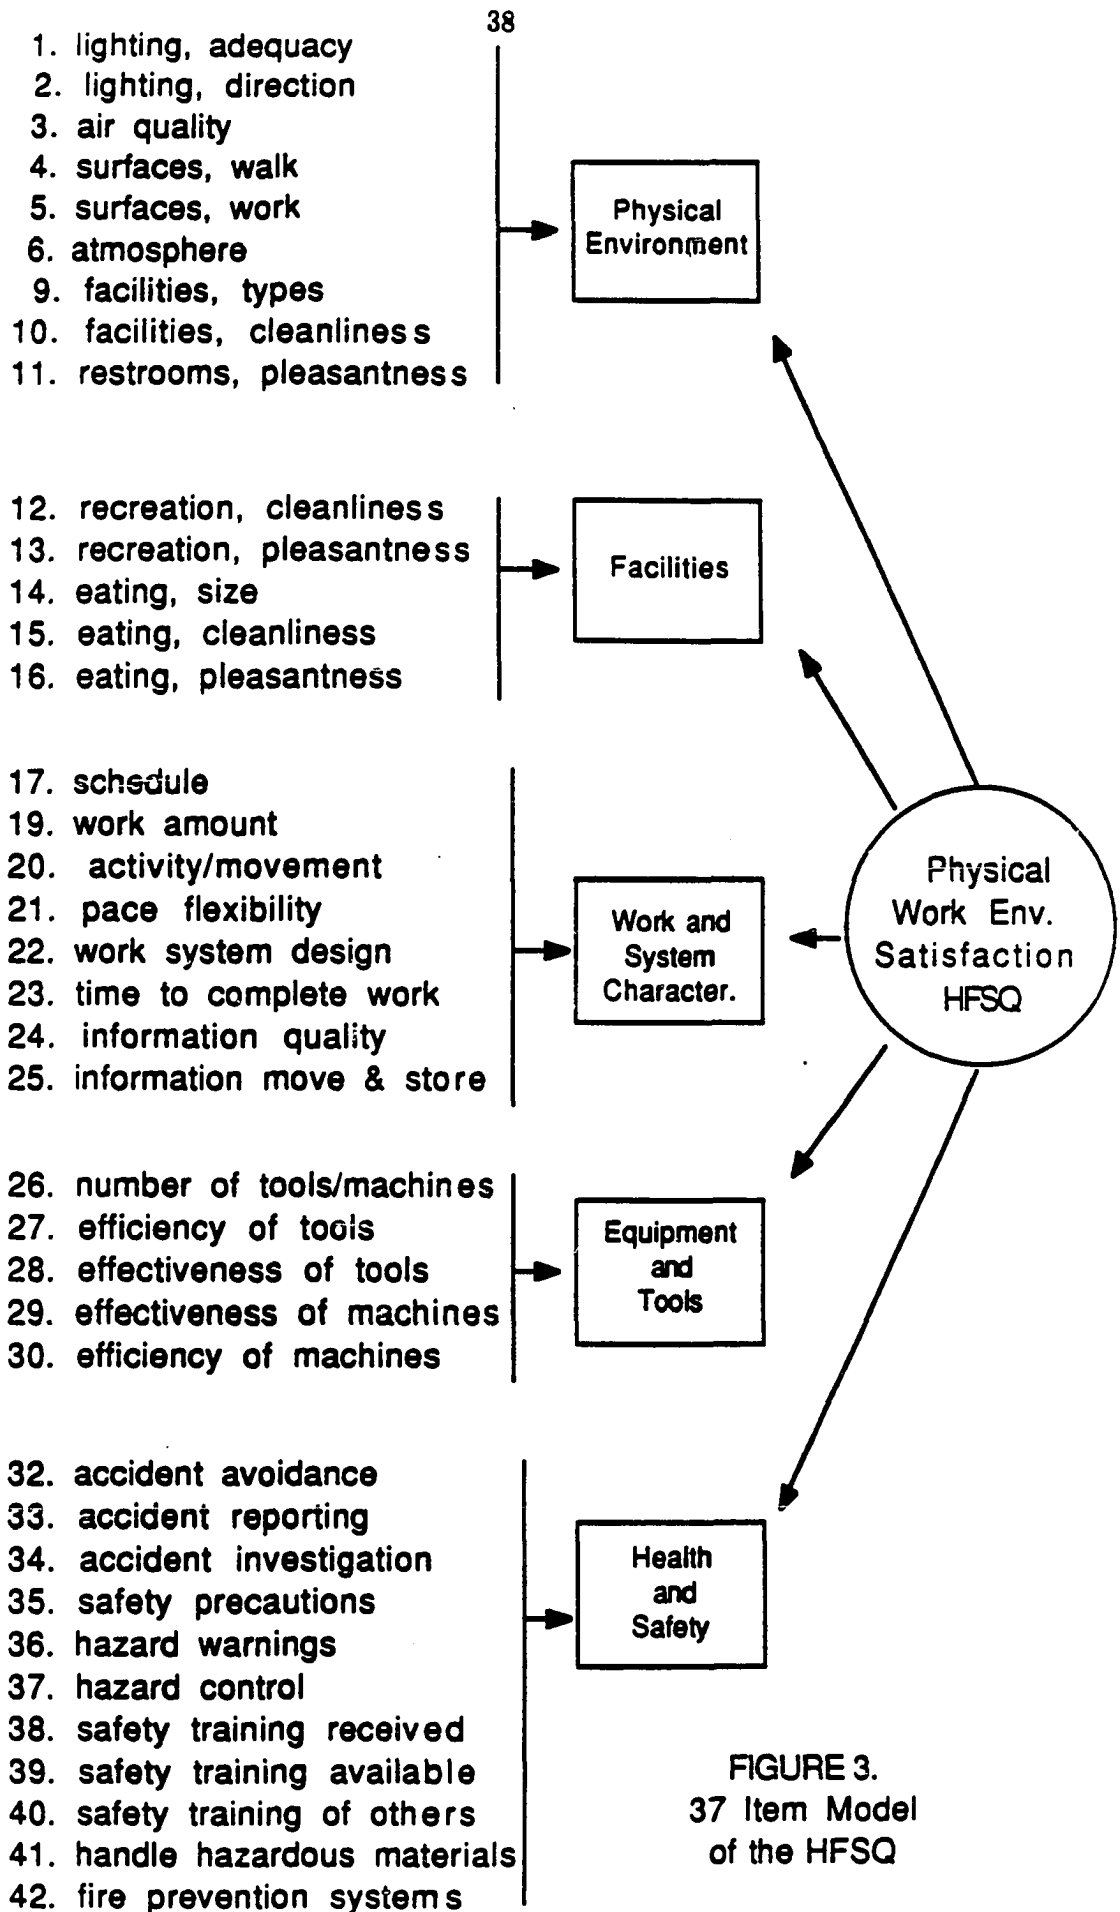 38
1. lighting, adequacy
2. lighting, direction
3. air quality
4. surfaces, walk
5. surfaces, work
6. atmosphere
9. facilities, types
10. facilities, cleanliness
11. restrooms, pleasantness
Physical
Environment
12. recreation, cleanliness
13. recreation, pleasantness
14. eating, size
15. eating, cleanliness
16. eating, pleasantness
Facilities
17. schedule
19. work amount
20. activity/movement
21. pace flexibility
22. work system design
23. time to complete work
24. information quality
25. information move & store
Work and
System
Character.
Physical
Work Env.
Satisfaction
HFSQ
26. number of tools/machines
27. efficiency of tools
28. effectiveness of tools
29. effectiveness of machines
30. efficiency of machines
Equipment
and
Tools
32. accident avoidance
33. accident reporting
34. accident investigation
35. safety precautions
36. hazard warnings
37. hazard control
38. safety training received
39. safety training available
40. safety training of others
41. handle hazardous materials
42. fire prevention systems
Health
and
Safety
FIGURE 3.
37 Item Model
of the HFSQ